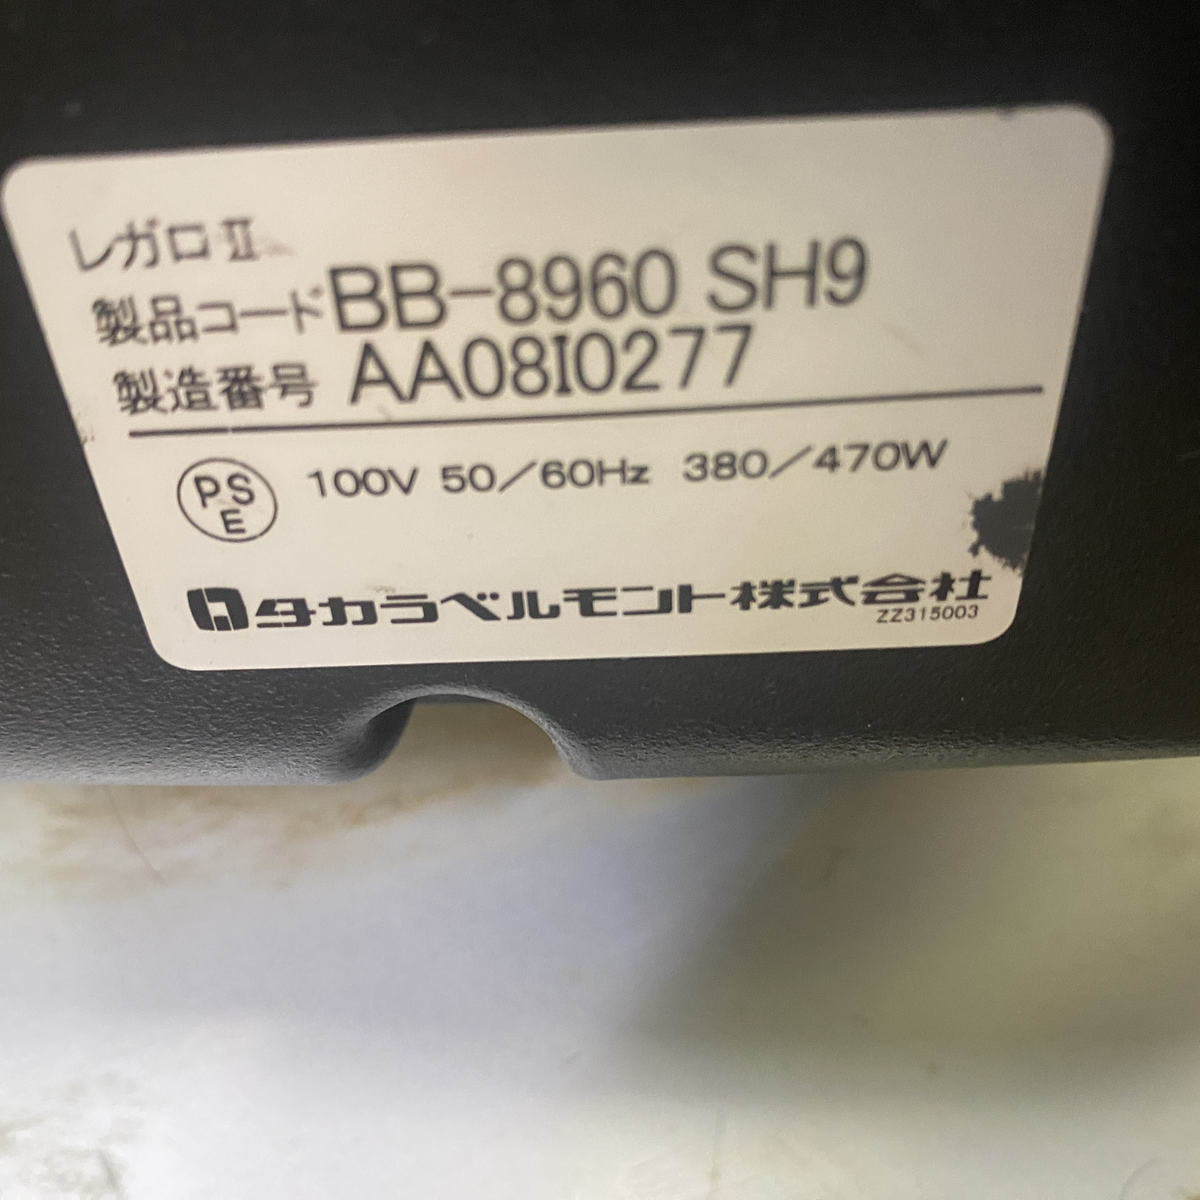 レガロⅡ
製品コード BB-8960 SH9
製造番号 AA08I0277
PSE 100V 50/60Hz 380/470W
タカラベルモント株式会社
ZZ315003